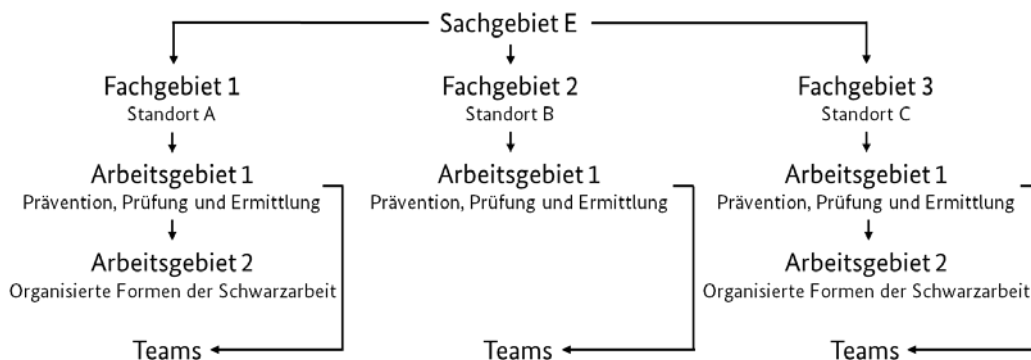 Sachgebiet E
Fachgebiet 1
Standort A
Fachgebiet 2
Standort B
Fachgebiet 3
Standort C
Arbeitsgebiet 1
Prävention, Prüfung und Ermittlung
Arbeitsgebiet 1
Prävention, Prüfung und Ermittlung
Arbeitsgebiet 1
Prävention, Prüfung und Ermittlung
Arbeitsgebiet 2
Organisierte Formen der Schwarzarbeit
Arbeitsgebiet 2
Organisierte Formen der Schwarzarbeit
Teams
Teams
Teams